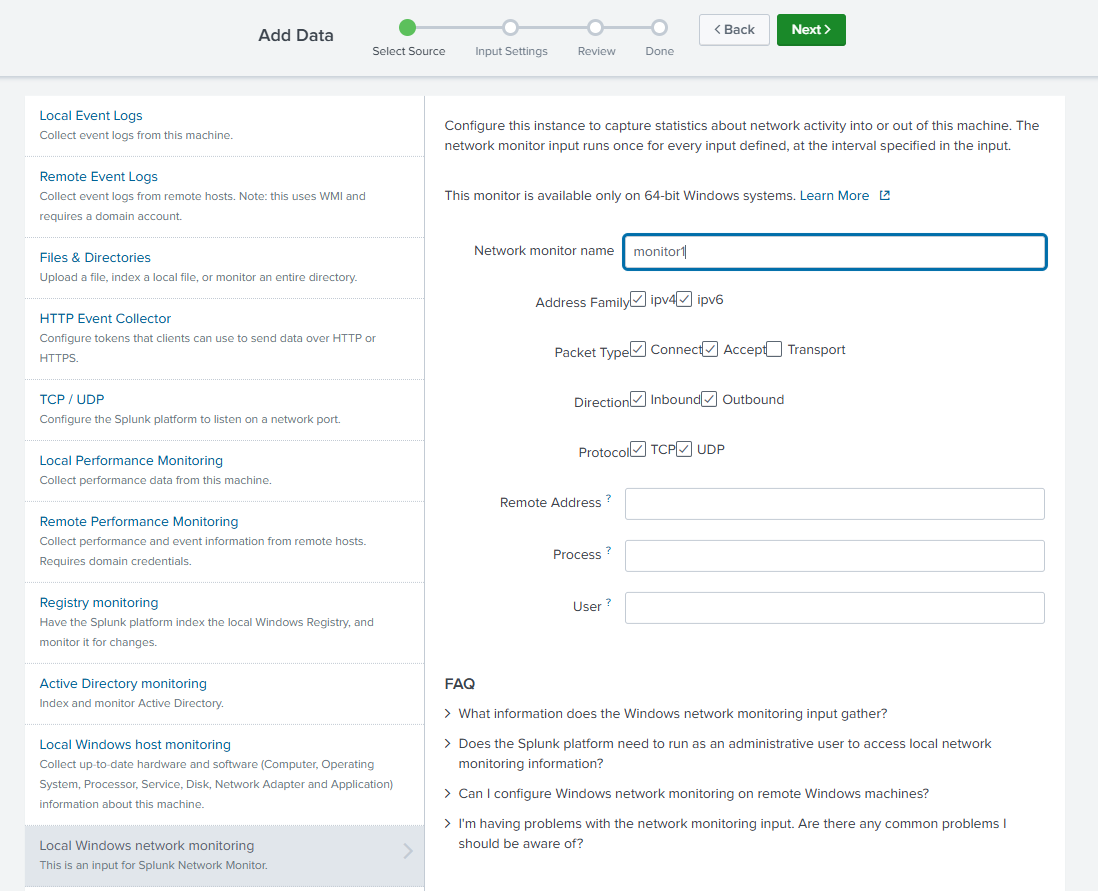 Add Data
Select Source
Input Settings
Review
Done
Back
Next
Local Event Logs
Collect event logs from this machine.
Remote Event Logs
Collect event logs from remote hosts. Note: this uses WMI and
requires a domain account.
Files & Directories
Upload a file, index a local file, or monitor an entire directory.
HTTP Event Collector
Configure tokens that clients can use to send data over HTTP or
HTTPS.
TCP / UDP
Configure the Splunk platform to listen on a network port.
Local Performance Monitoring
Collect performance data from this machine.
Remote Performance Monitoring
Collect performance and event information from remote hosts.
Requires domain credentials.
Registry monitoring
Have the Splunk platform index the local Windows Registry, and
monitor it for changes.
Active Directory monitoring
Index and monitor Active Directory.
Local Windows host monitoring
Collect up-to-date hardware and software (Computer, Operating
System, Processor, Service, Disk, Network Adapter and Application)
information about this machine.
Local Windows network monitoring
This is an input for Splunk Network Monitor.
Configure this instance to capture statistics about network activity into or out of this machine. The
network monitor input runs once for every input defined, at the interval specified in the input.
This monitor is available only on 64-bit Windows systems. Learn More
Network monitor name monitor1
Address Family ipv4 ipv6
Packet Type Connect Accept Transport
Direction Inbound Outbound
Protocol TCP UDP
Remote Address ?
Process ?
User ?
FAQ
What information does the Windows network monitoring input gather?
Does the Splunk platform need to run as an administrative user to access local network
monitoring information?
Can I configure Windows network monitoring on remote Windows machines?
I'm having problems with the network monitoring input. Are there any common problems I
should be aware of?